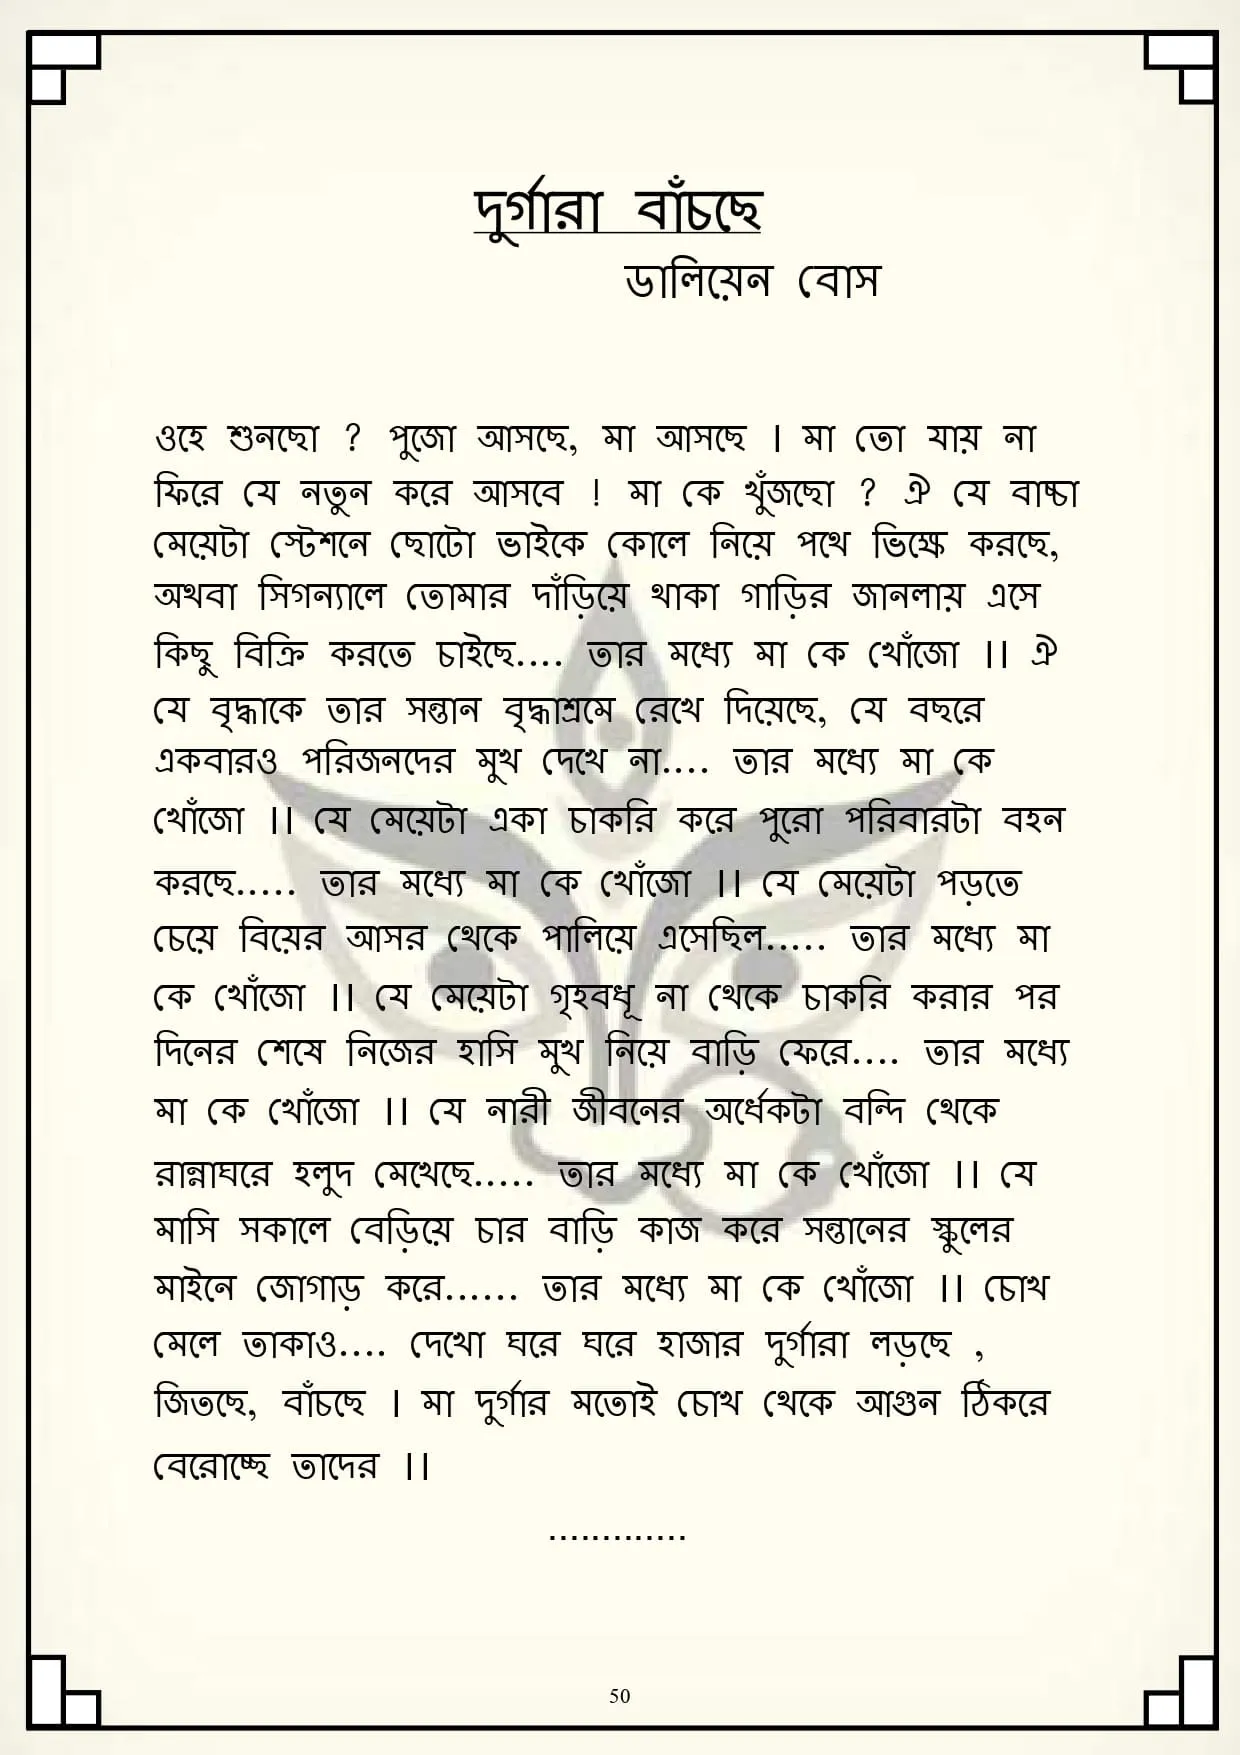 দুর্গারা বাঁচছে
ডালিয়েন বোস
ওহে শুনছো ? পুজো আসছে, মা আসছে । মা তো যায় না
ফিরে যে নতুন করে আসবে ! মা কে খুঁজছো ? ঐ যে বাচ্চা
মেয়েটা স্টেশনে ছোটো ভাইকে কোলে নিয়ে পথে ভিক্ষে করছে,
অথবা সিগন্যালে তোমার দাঁড়িয়ে থাকা গাড়ির জানলায় এসে
কিছু বিক্রি করতে চাইছে.... তার মধ্যে মা কে খোঁজো ।। ঐ
যে বৃদ্ধাকে তার সন্তান বৃদ্ধাশ্রমে রেখে দিয়েছে, যে বছরে
একবারও পরিজনদের মুখ দেখে না.... তার মধ্যে মা কে
খোঁজো ।। যে মেয়েটা একা চাকরি করে পুরো পরিবারটা বহন
করছে..... তার মধ্যে মা কে খোঁজো ।। যে মেয়েটা পড়তে
চেয়ে বিয়ের আসর থেকে পালিয়ে এসেছিল..... তার মধ্যে মা
কে খোঁজো ।। যে মেয়েটা গৃহবধূ না থেকে চাকরি করার পর
দিনের শেষে নিজের হাসি মুখ নিয়ে বাড়ি ফেরে.... তার মধ্যে
মা কে খোঁজো ।। যে নারী জীবনের অর্ধেকটা বন্দি থেকে
রান্নাঘরে হলুদ মেখেছে..... তার মধ্যে মা কে খোঁজো ।। যে
মাসি সকালে বেড়িয়ে চার বাড়ি কাজ করে সন্তানের স্কুলের
মাইনে জোগাড় করে...... তার মধ্যে মা কে খোঁজো ।। চোখ
মেলে তাকাও.... দেখো ঘরে ঘরে হাজার দুর্গারা লড়ছে ,
জিতছে, বাঁচছে । মা দুর্গার মতোই চোখ থেকে আগুন ঠিকরে
বেরোচ্ছে তাদের ।।
.............
50